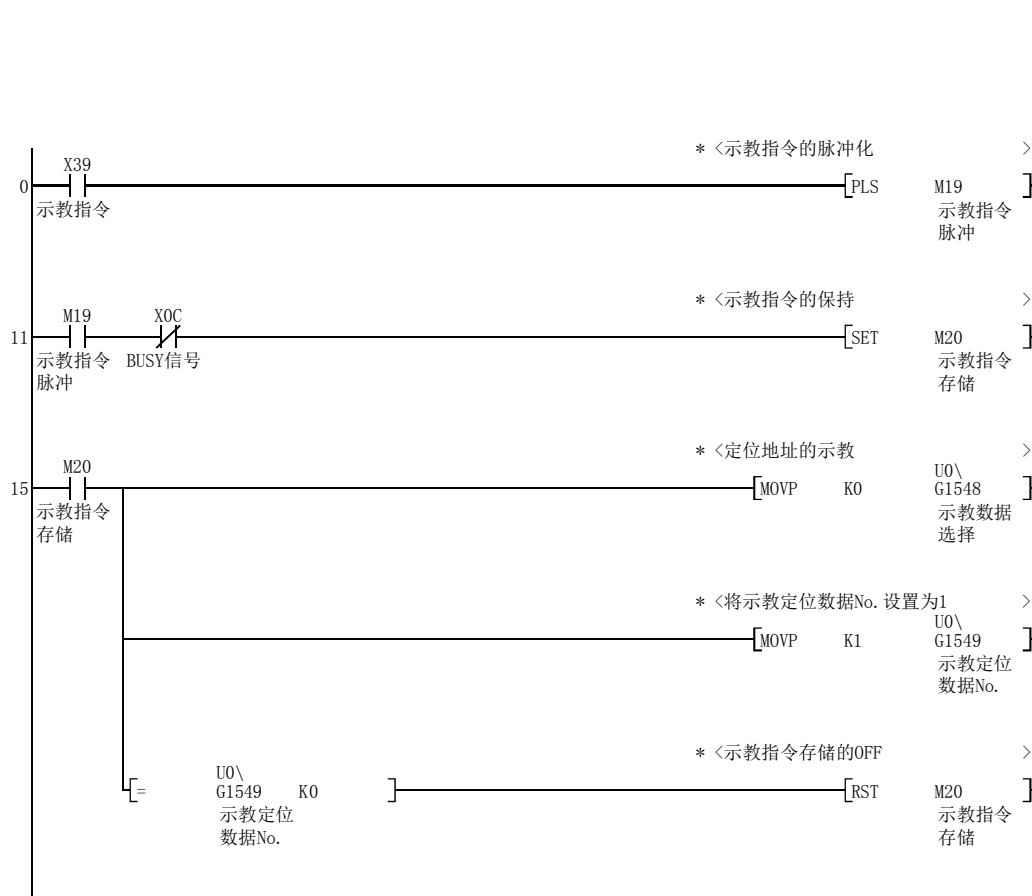 * <示教指令的脉冲化 >
X39
0 PLS M19
示教指令 示教指令
脉冲
* <示教指令的保持 >
M19 X0C
11 SET M20
示教指令 BUSY信号 示教指令
脉冲 存储
* <定位地址的示教 >
M20 U0\
15 MOVP K0 G1548
示教指令 示教数据
存储 选择
* <将示教定位数据No.设置为1 >
U0\
MOVP K1 G1549
示教定位
数据No.
* <示教指令存储的OFF >
U0\
= G1549 K0 RST M20
示教定位 示教指令
数据No. 存储